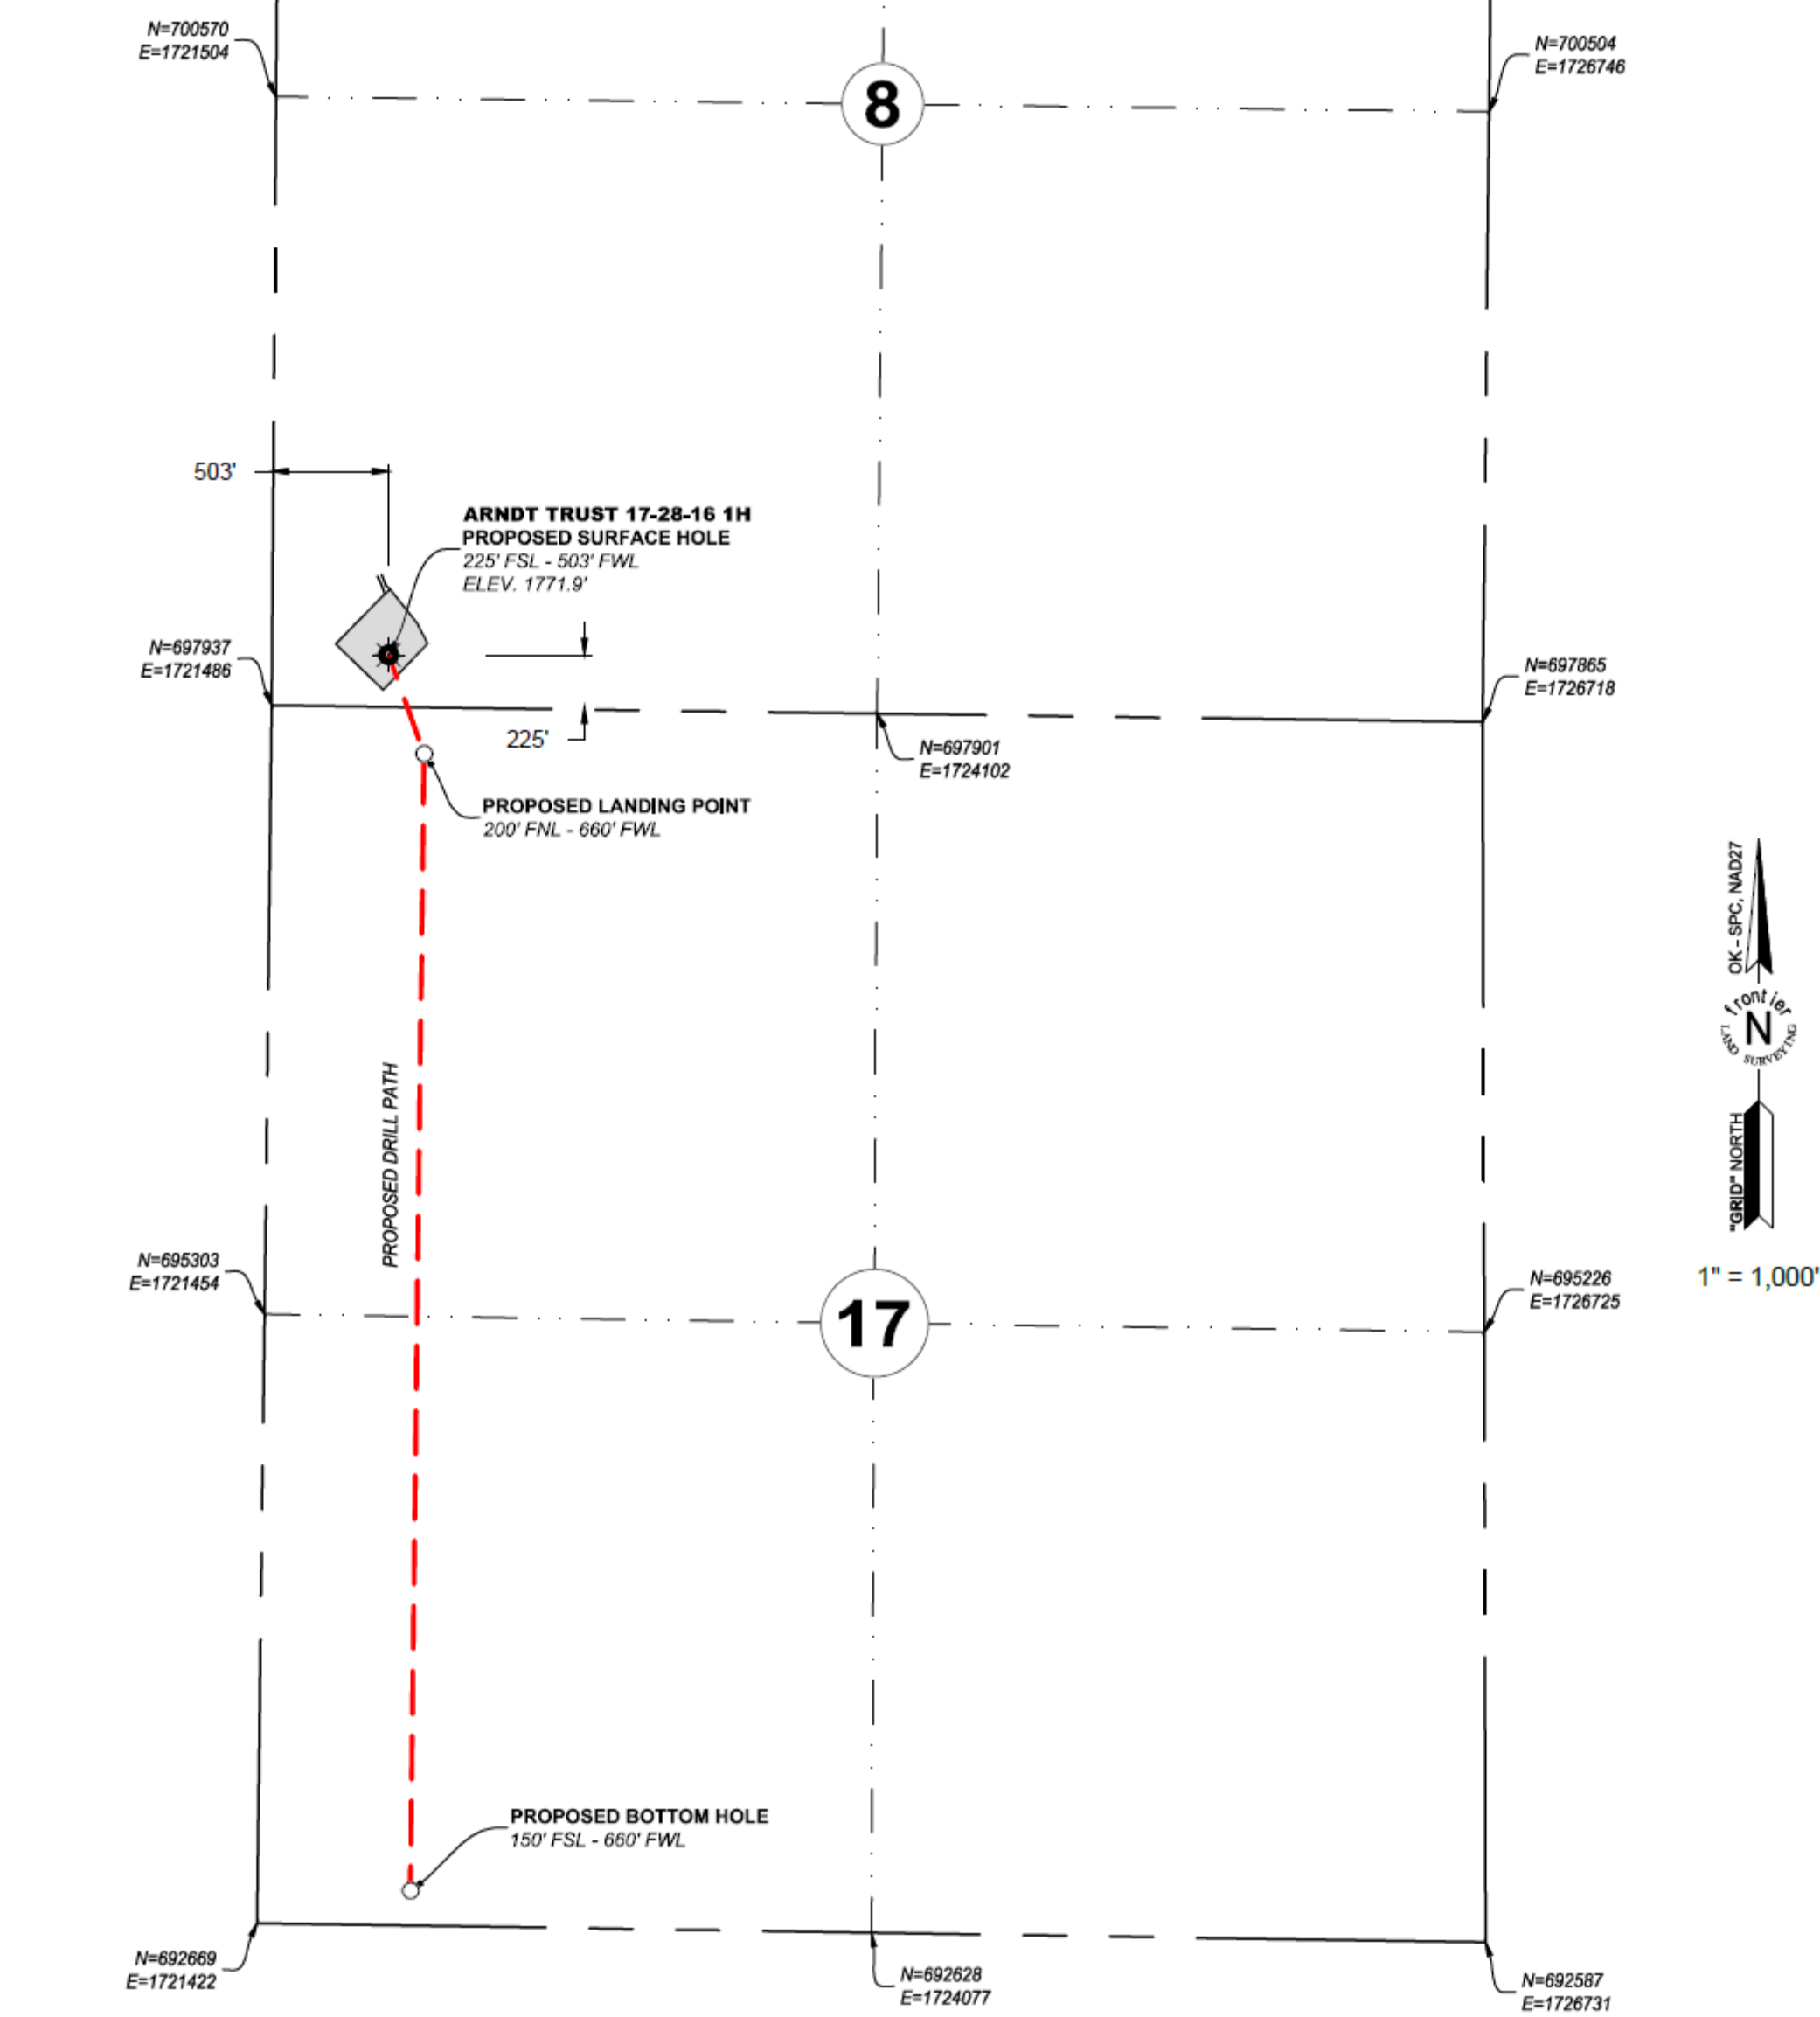 N=700570
E=1721504
N=700504
E=1726746
8
503'
ARNDT TRUST 17-28-16 1H
PROPOSED SURFACE HOLE
225' FSL - 503' FWL
ELEV. 1771.9'
N=697937
E=1721486
N=697865
E=1726718
225'
N=697901
E=1724102
PROPOSED LANDING POINT
200' FNL - 660' FWL
OK - SPC, NAD27
frontier
N
LAND SURVEYING
"GRID" NORTH
1" = 1,000'
PROPOSED DRILL PATH
N=695303
E=1721454
17
N=695226
E=1726725
PROPOSED BOTTOM HOLE
150' FSL - 660' FWL
N=692669
E=1721422
N=692628
E=1724077
N=692587
E=1726731